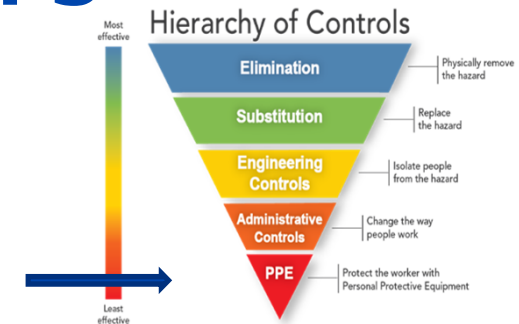 Hierarchy of Controls
Most
effective
Elimination
Physically remove
the hazard
Substitution
Replace
the hazard
Engineering
Controls
Isolate people
from the hazard
Administrative
Controls
Change the way
people work
PPE
Protect the worker with
Personal Protective Equipment
Least
effective